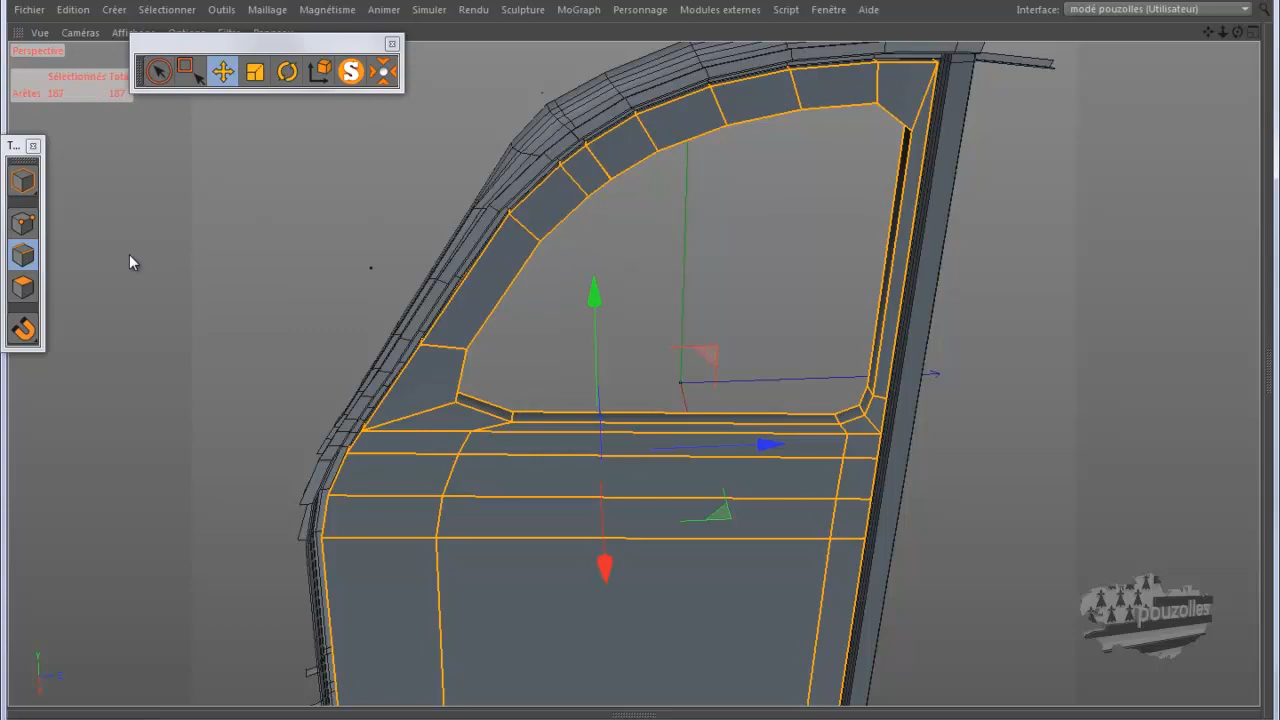 Fichier Edition Créer Sélectionner Outils Maillage Magnétisme Animer Simuler Rendu Sculpture MoGraph Personnage Modules externes Script Fenêtre Aide Interface: modé pouzolles (Utilisateur)
Vue Caméras
Perspective
Sélectionnés Tota
Arêtes 187 187
T...
S
pouzolles
Y